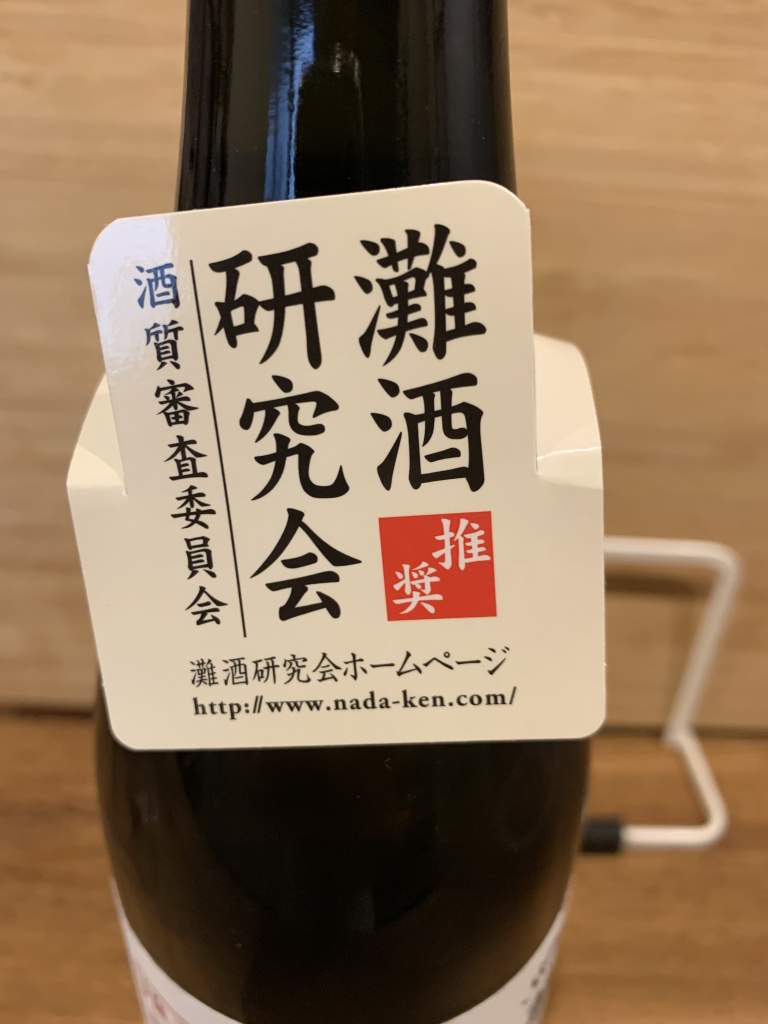 灘酒
研究会
推奨
酒質審査委員会
灘酒研究会ホームページ
http://www.nada-ken.com/